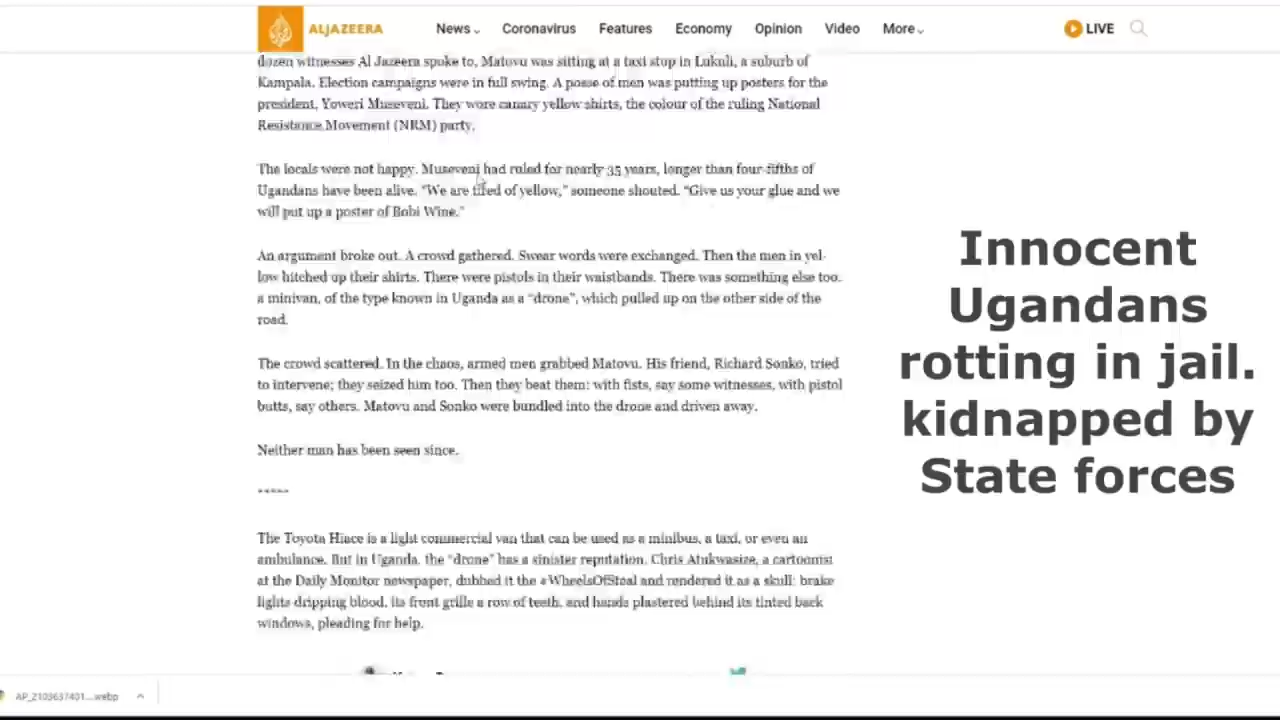 ALJAZEERA News Coronavirus Features Economy Opinion Video More LIVE
dozen witnesses Al Jazeera spoke to, Matovu was sitting at a taxi stop in Lukuli, a suburb of
Kampala. Election campaigns were in full swing. A posse of men was putting up posters for the
president, Yoweri Museveni. They wore canary yellow shirts, the colour of the ruling National
Resistance Movement (NRM) party.
The locals were not happy. Museveni had ruled for nearly 35 years, longer than four-fifths of
Ugandans have been alive. “We are tired of yellow,” someone shouted. “Give us your glue and we
will put up a poster of Bobi Wine.”
An argument broke out. A crowd gathered. Swear words were exchanged. Then the men in yel-
low hitched up their shirts. There were pistols in their waistbands. There was something else too.
a minivan, of the type known in Uganda as a “drone”, which pulled up on the other side of the
road.
The crowd scattered. In the chaos, armed men grabbed Matovu. His friend, Richard Sonko, tried
to intervene; they seized him too. Then they beat them: with fists, say some witnesses, with pistol
butts, say others. Matovu and Sonko were bundled into the drone and driven away.
Neither man has been seen since.
*****
The Toyota Hiace is a light commercial van that can be used as a minibus, a taxi, or even an
ambulance. But in Uganda, the “drone” has a sinister reputation. Chris Atukwasize, a cartoonist
at the Daily Monitor newspaper, dubbed it the #WheelsOfSteal and rendered it as a skull: brake
lights dripping blood, its front grille a row of teeth, and hands plastered behind its tinted back
windows, pleading for help.
Innocent
Ugandans
rotting in jail.
kidnapped by
State forces
AP_2103637401....webp